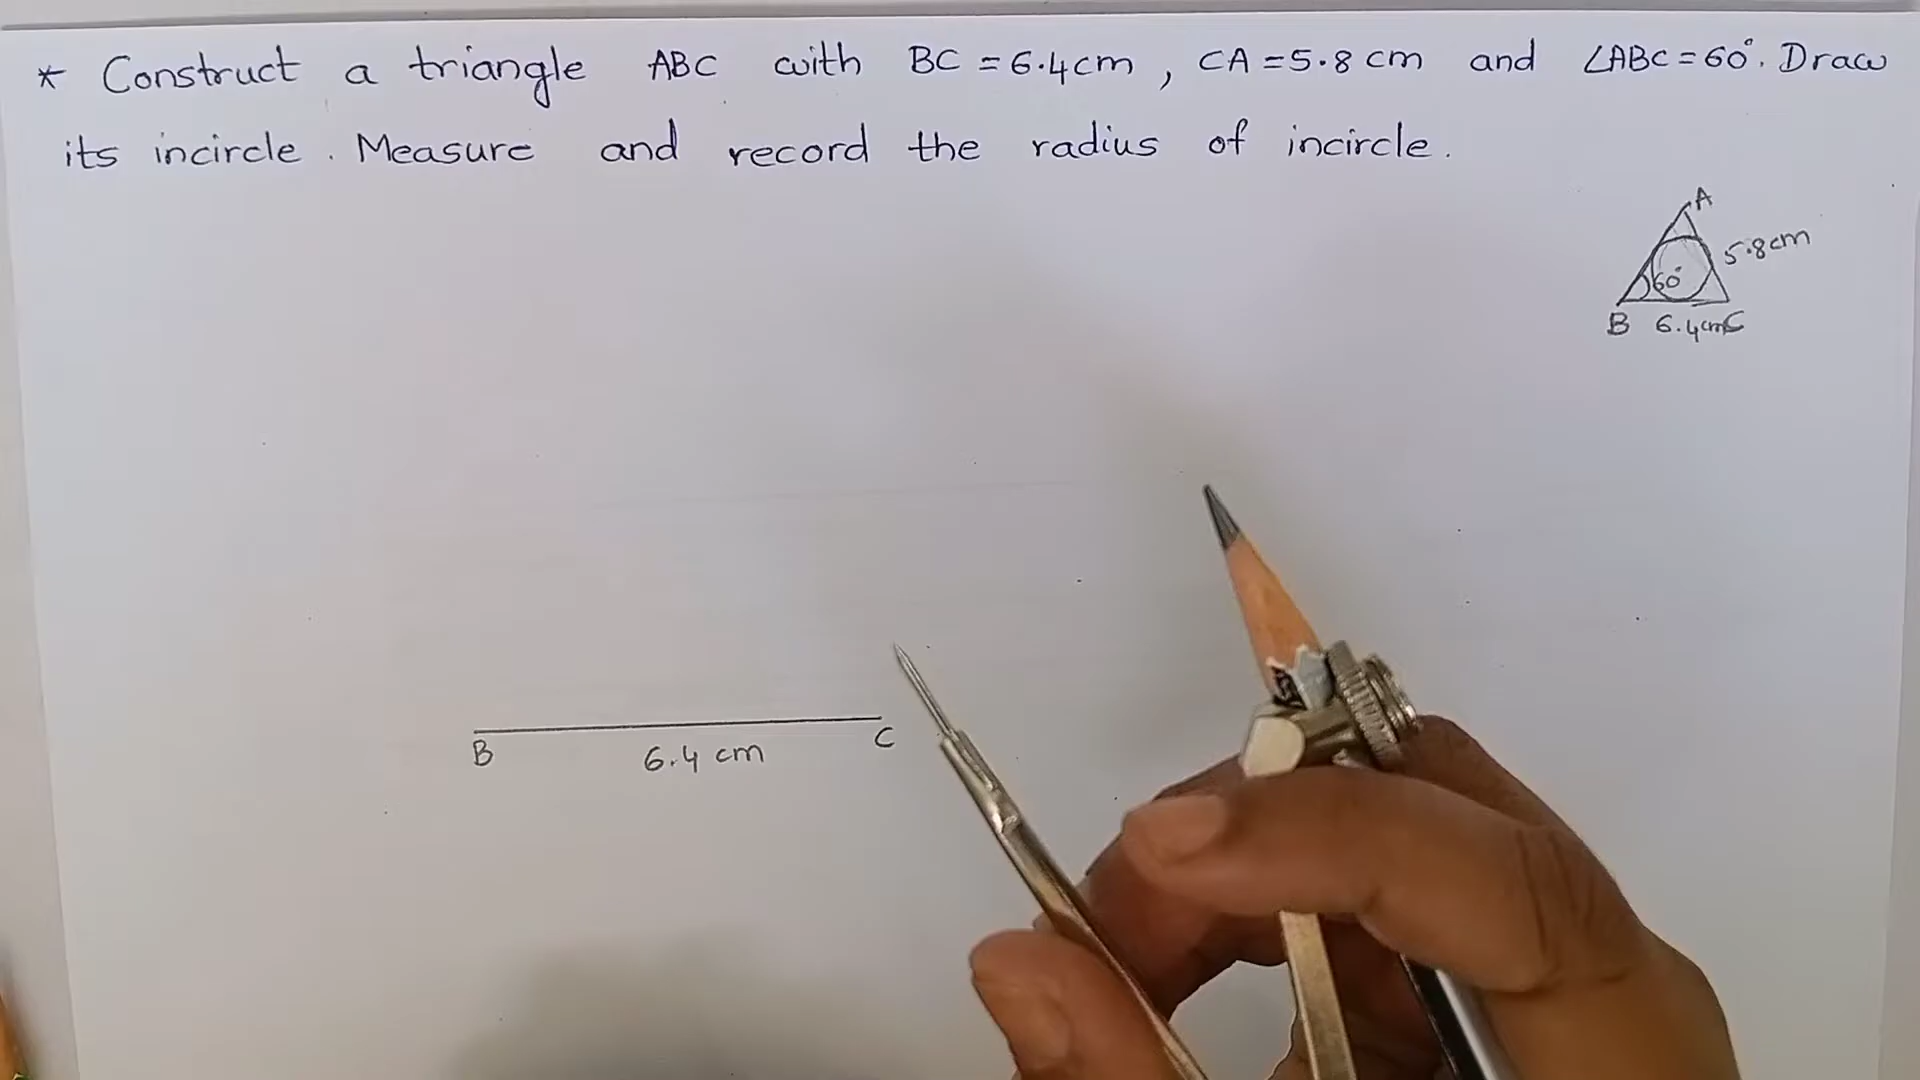 * Construct a triangle ABC with BC = 6.4cm, CA = 5.8 cm and ∠ABC = 60°. Draw
its incircle. Measure and record the radius of incircle.
A
5.8cm
60°
B 6.4cm C
B 6.4 cm C